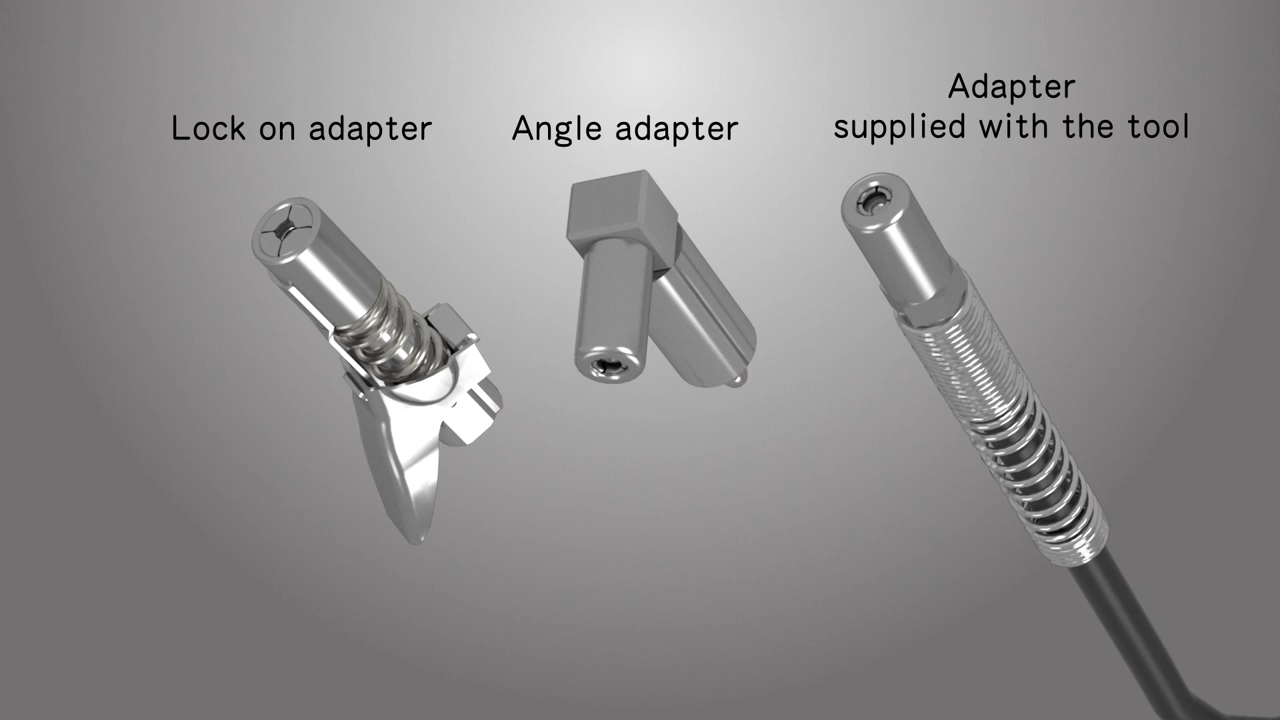 Lock on adapter
Angle adapter
Adapter
supplied with the tool